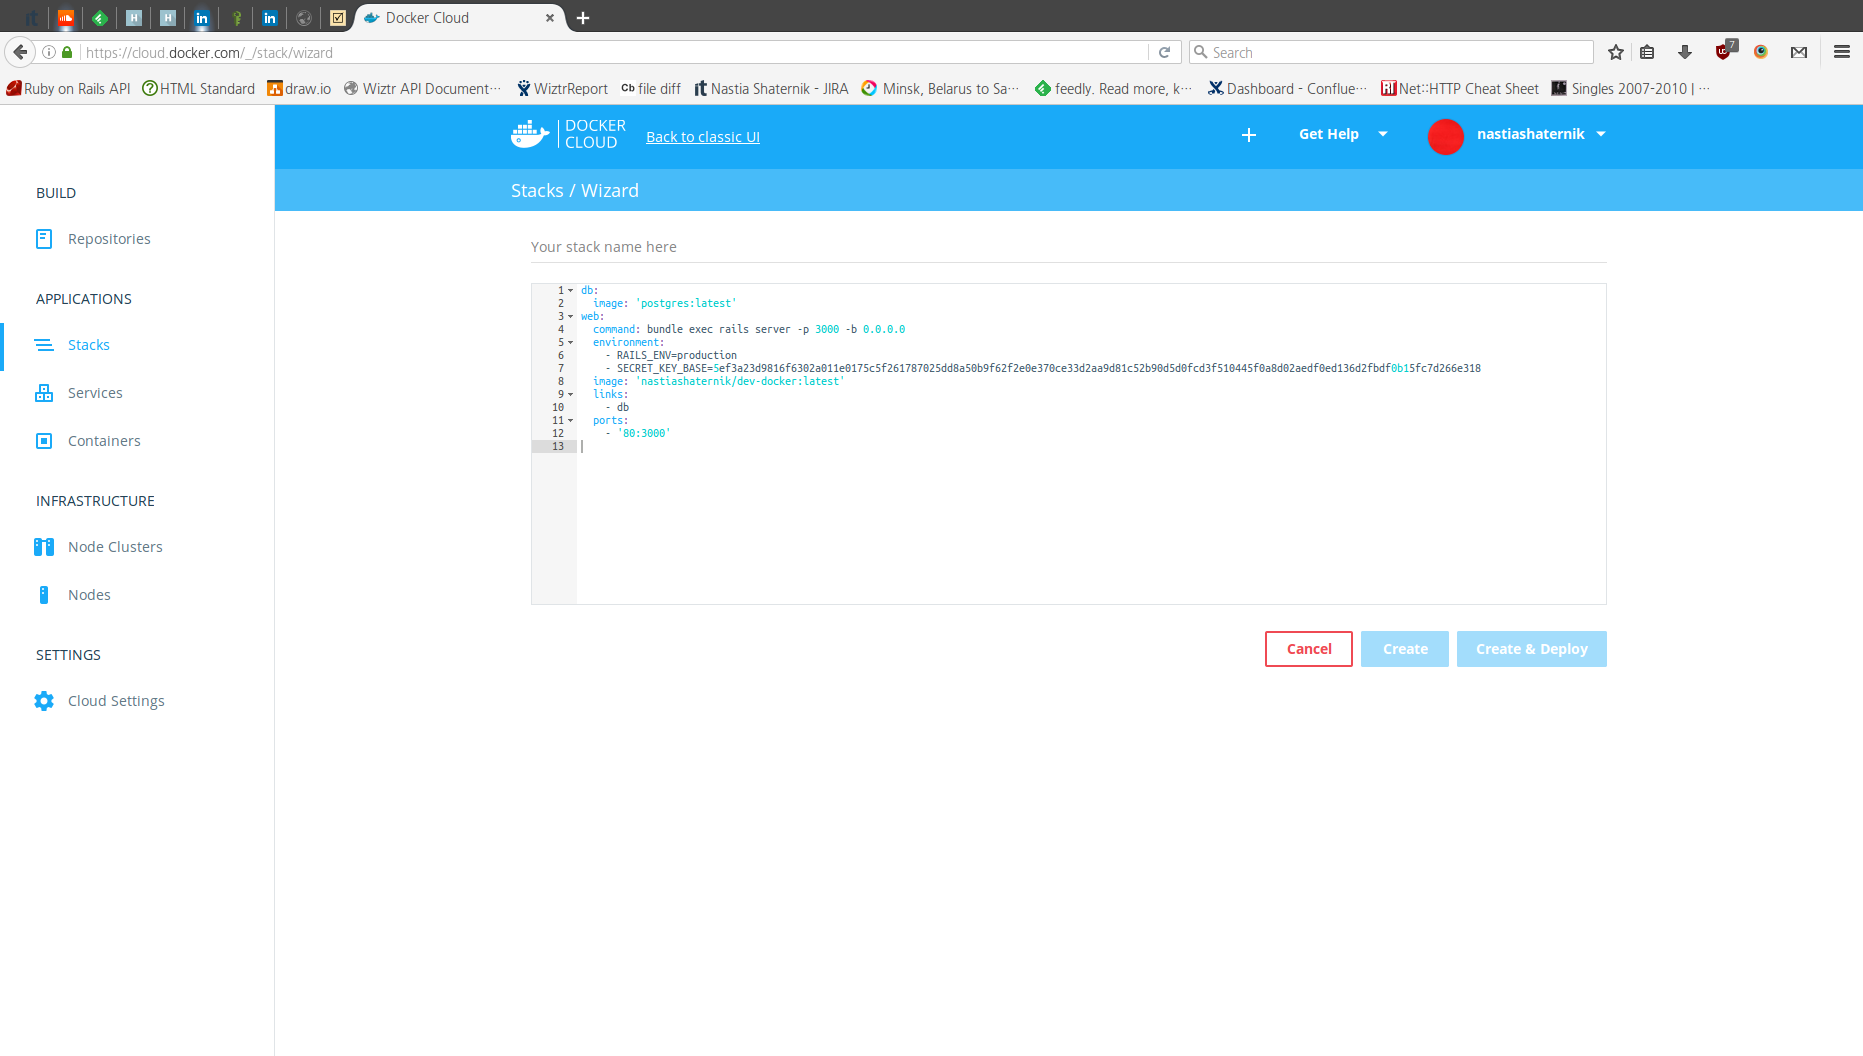 Docker Cloud
https://cloud.docker.com/_/stack/wizard
Search
7
Ruby on Rails API
HTML Standard
draw.io
Wiztr API Document···
WiztrReport
Cb file diff
it Nastia Shaternik - JIRA
Minsk, Belarus to Sa···
feedly. Read more, k···
Dashboard - Conflue···
Net::HTTP Cheat Sheet
Singles 2007-2010 | ···
DOCKER
CLOUD
Back to classic UI
Get Help
nastiashaternik
Stacks / Wizard
BUILD
Repositories
APPLICATIONS
Stacks
Services
Containers
INFRASTRUCTURE
Node Clusters
Nodes
SETTINGS
Cloud Settings
Your stack name here
1 db:
2 image: 'postgres:latest'
3 web:
4 command: bundle exec rails server -p 3000 -b 0.0.0.0
5 environment:
6 - RAILS_ENV=production
7 - SECRET_KEY_BASE=5ef3a23d9816f6302a011e0175c5f261787025dd8a50b9f62f2e0e370ce33d2aa9d81c52b90d5d0fcd3f510445f0a8d02aedf0ed136d2fbdf0b15fc7d266e318
8 image: 'nastiashaternik/dev-docker:latest'
9 links:
10 - db
11 ports:
12 - '80:3000'
13
Cancel
Create
Create & Deploy